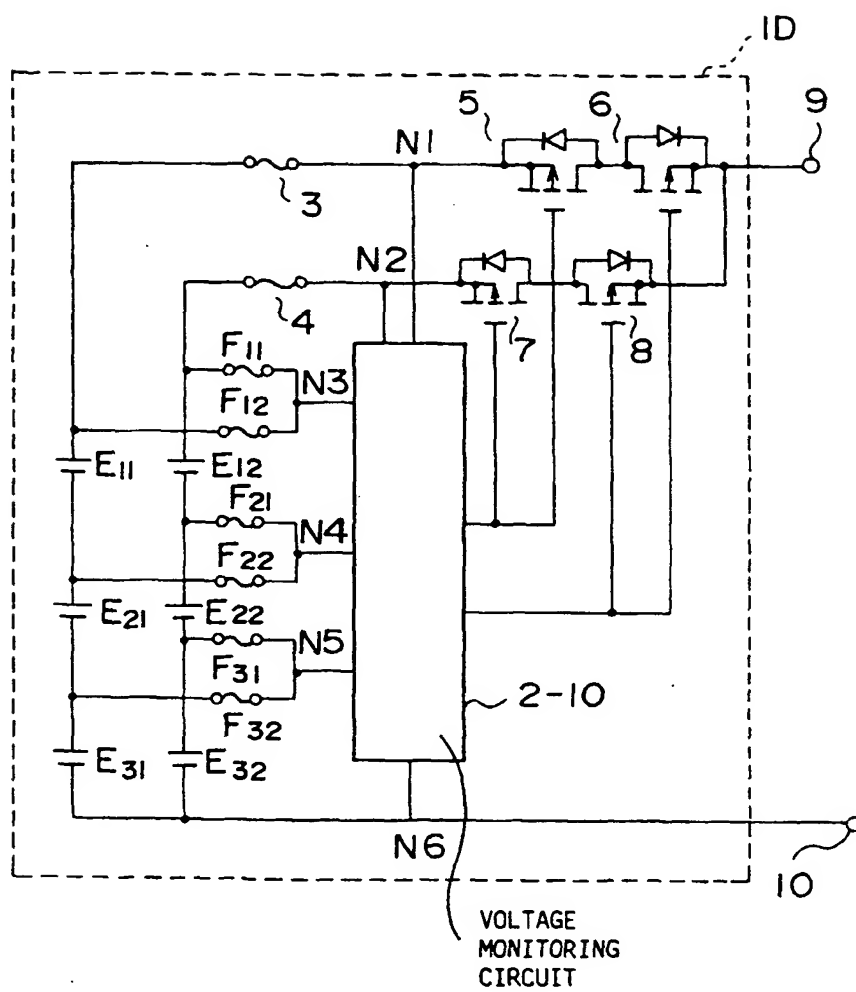 1D
5 6 9
N1
3
N2
4 7 8
F11
N3
F12
E11 E12
F21
N4
F22
E21 E22
N5
F31
2-10
F32
E31 E32
N6
10
VOLTAGE
MONITORING
CIRCUIT